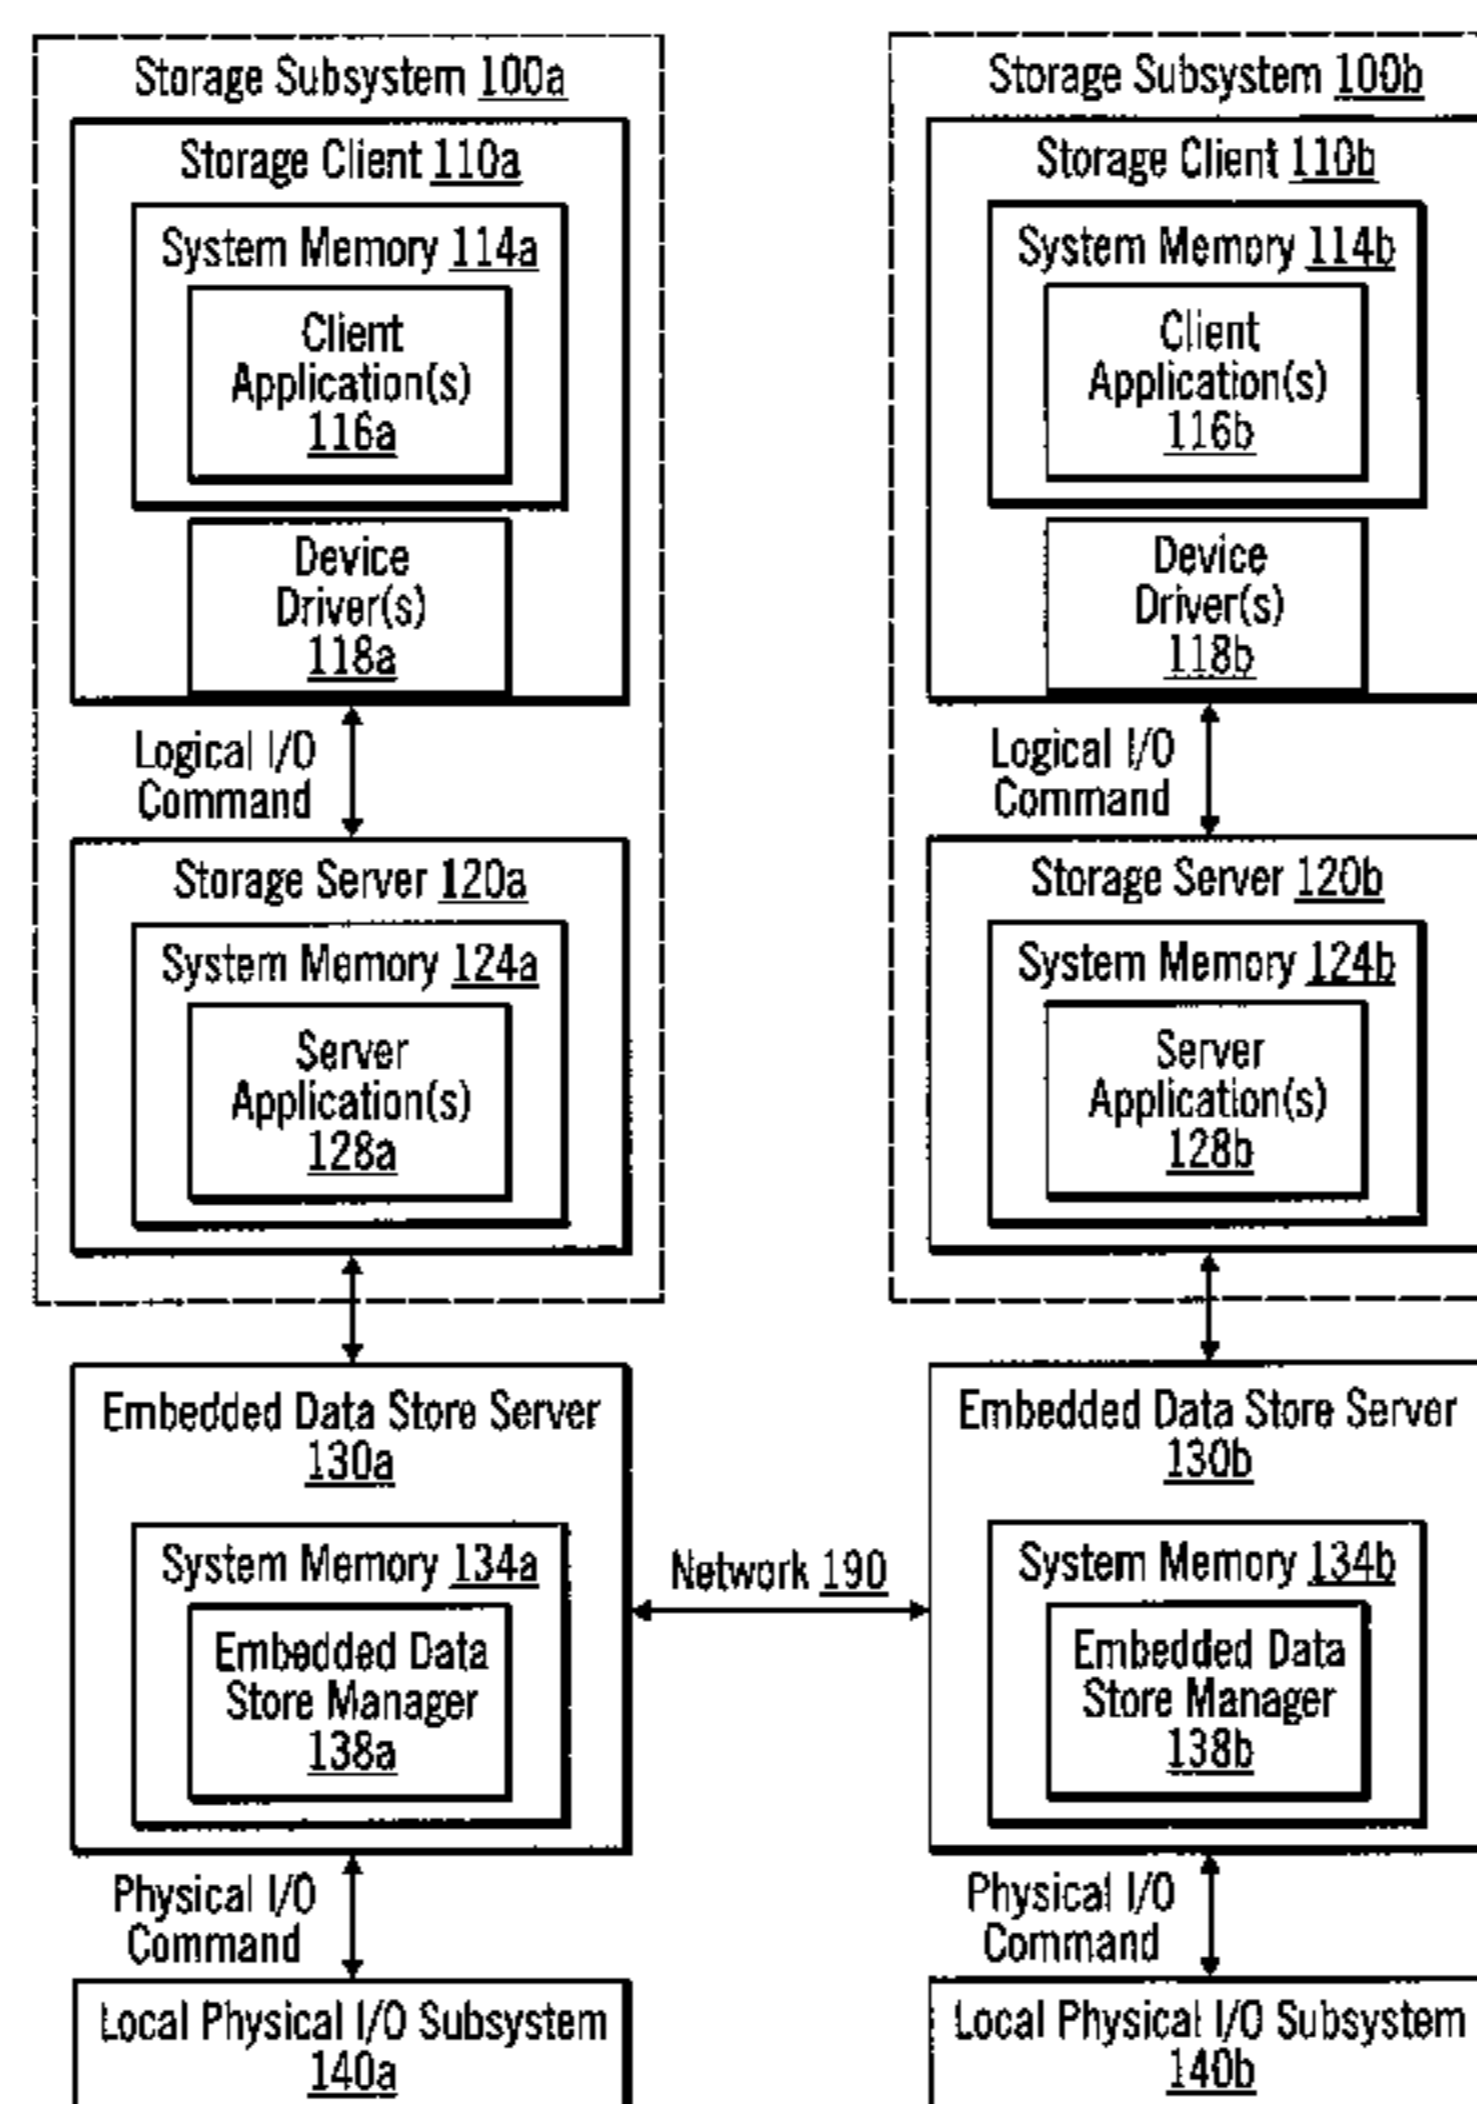 Storage Subsystem 100a
Storage Client 110a
System Memory 114a
Client
Application(s)
116a
Device
Driver(s)
118a
Logical I/O
Command
Storage Server 120a
System Memory 124a
Server
Application(s)
128a
Embedded Data Store Server
130a
System Memory 134a
Embedded Data
Store Manager
138a
Physical I/O
Command
Local Physical I/O Subsystem
140a
Network 190
Storage Subsystem 100b
Storage Client 110b
System Memory 114b
Client
Application(s)
116b
Device
Driver(s)
118b
Logical I/O
Command
Storage Server 120b
System Memory 124b
Server
Application(s)
128b
Embedded Data Store Server
130b
System Memory 134b
Embedded Data
Store Manager
138b
Physical I/O
Command
Local Physical I/O Subsystem
140b